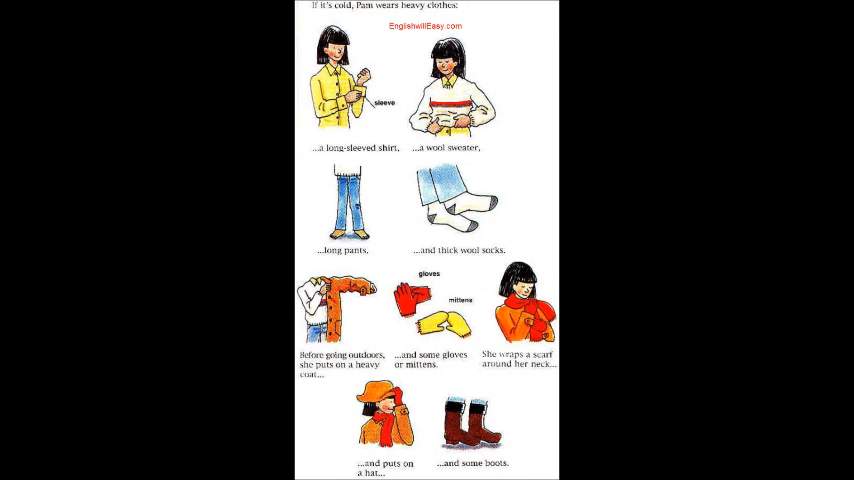 If it's cold, Pam wears heavy clothes:
EnglishwillEasy.com
sleeve
...a long-sleeved shirt,
...a wool sweater,
...long pants,
...and thick wool socks.
gloves
mittens
Before going outdoors,
she puts on a heavy
coat...
...and some gloves
or mittens.
She wraps a scarf
around her neck...
...and puts on
a hat...
...and some boots.